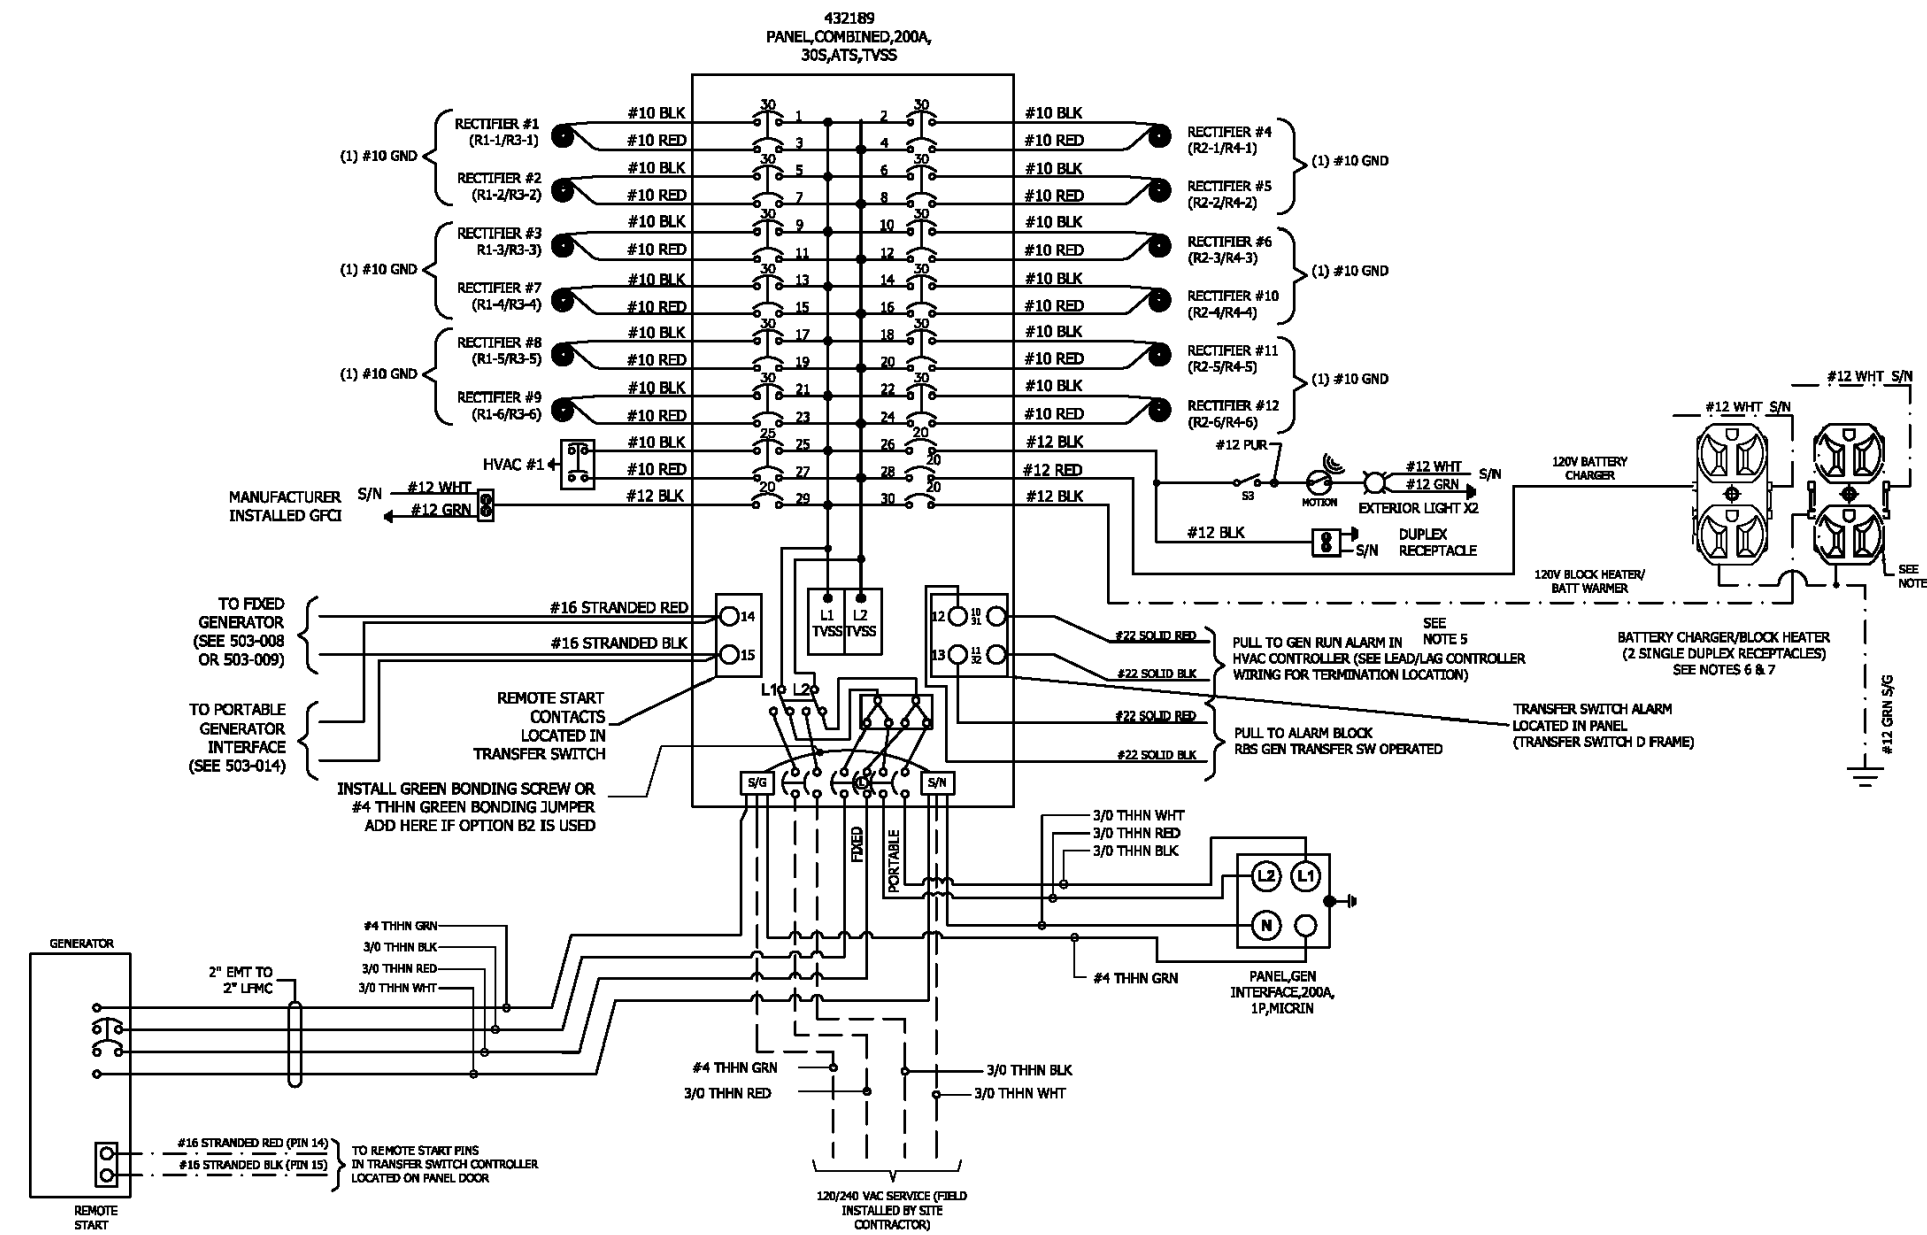 432189
PANEL,COMBINED,200A,
30S,ATS,TVSS
RECTIFIER #1
(R1-1/R3-1)
(1) #10 GND
RECTIFIER #2
(R1-2/R3-2)
RECTIFIER #3
R1-3/R3-3)
(1) #10 GND
RECTIFIER #7
(R1-4/R3-4)
RECTIFIER #8
(R1-5/R3-5)
(1) #10 GND
RECTIFIER #9
(R1-6/R3-6)
#10 BLK
#10 RED
#10 BLK
#10 RED
#10 BLK
#10 RED
#10 BLK
#10 RED
#10 BLK
#10 RED
#10 BLK
#10 RED
#10 BLK
#10 RED
#12 BLK
HVAC #1
MANUFACTURER
INSTALLED GFCI
S/N
#12 WHT
#12 GRN
30 1 2 30
3 4
30 5 6 30
7 8
30 9 10 30
11 12
30 13 14 30
15 16
30 17 18 30
19 20
30 21 22 30
23 24
25 25 26 20
27 28 20
20 29 30 20
#10 BLK
#10 RED
#10 BLK
#10 RED
#10 BLK
#10 RED
#10 BLK
#10 RED
#10 BLK
#10 RED
#10 BLK
#10 RED
#12 BLK
#12 RED
#12 BLK
RECTIFIER #4
(R2-1/R4-1)
(1) #10 GND
RECTIFIER #5
(R2-2/R4-2)
RECTIFIER #6
(R2-3/R4-3)
(1) #10 GND
RECTIFIER #10
(R2-4/R4-4)
RECTIFIER #11
(R2-5/R4-5)
(1) #10 GND
RECTIFIER #12
(R2-6/R4-6)
#12 PUR
S3
MOTION
#12 WHT
#12 GRN
S/N
EXTERIOR LIGHT X2
#12 BLK
S/N
DUPLEX
RECEPTACLE
120V BATTERY
CHARGER
120V BLOCK HEATER/
BATT WARMER
#12 WHT S/N
#12 WHT S/N
SEE
NOTE
SEE
NOTE 5
BATTERY CHARGER/BLOCK HEATER
(2 SINGLE DUPLEX RECEPTACLES)
SEE NOTES 6 & 7
#12 GRN S/G
TO FIXED
GENERATOR
(SEE 503-008
OR 503-009)
#16 STRANDED RED
#16 STRANDED BLK
14
15
L1
TVSS
L2
TVSS
12
10
31
13
11
32
#22 SOLID RED
#22 SOLID BLK
PULL TO GEN RUN ALARM IN
HVAC CONTROLLER (SEE LEAD/LAG CONTROLLER
WIRING FOR TERMINATION LOCATION)
TO PORTABLE
GENERATOR
INTERFACE
(SEE 503-014)
REMOTE START
CONTACTS
LOCATED IN
TRANSFER SWITCH
L1 L2
#22 SOLID RED
#22 SOLID BLK
PULL TO ALARM BLOCK
RBS GEN TRANSFER SW OPERATED
TRANSFER SWITCH ALARM
LOCATED IN PANEL
(TRANSFER SWITCH D FRAME)
INSTALL GREEN BONDING SCREW OR
#4 THHN GREEN BONDING JUMPER
ADD HERE IF OPTION B2 IS USED
S/G
L
S/N
FIXED
PORTABLE
3/0 THHN WHT
3/0 THHN RED
3/0 THHN BLK
L2
L1
N
#4 THHN GRN
PANEL,GEN
INTERFACE,200A,
1P,MICRIN
GENERATOR
2" EMT TO
2" LFMC
#4 THHN GRN
3/0 THHN BLK
3/0 THHN RED
3/0 THHN WHT
#4 THHN GRN
3/0 THHN RED
3/0 THHN BLK
3/0 THHN WHT
#16 STRANDED RED (PIN 14)
#16 STRANDED BLK (PIN 15)
TO REMOTE START PINS
IN TRANSFER SWITCH CONTROLLER
LOCATED ON PANEL DOOR
REMOTE
START
120/240 VAC SERVICE (FIELD
INSTALLED BY SITE
CONTRACTOR)